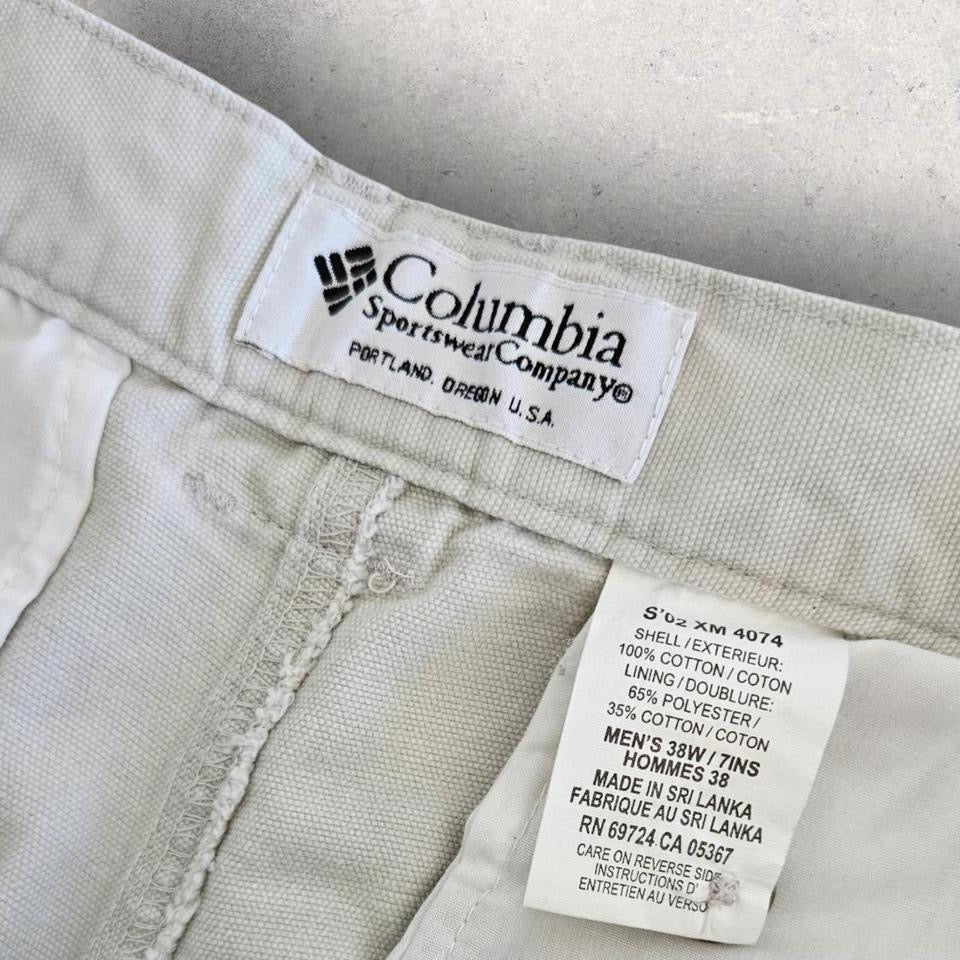 Columbia
Sportswear Company®
PORTLAND, OREGON U.S.A.
S'02 XM 4074
SHELL / EXTERIEUR:
100% COTTON / COTON
LINING / DOUBLURE:
65% POLYESTER /
35% COTTON / COTON
MEN'S 38W / 7INS
HOMMES 38
MADE IN SRI LANKA
FABRIQUE AU SRI LANKA
RN 69724 CA 05367
CARE ON REVERSE SIDE
INSTRUCTIONS D'
ENTRETIEN AU VERSO